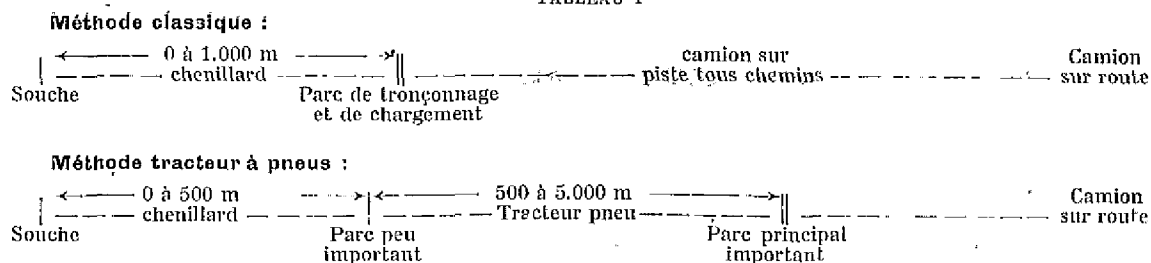 TABLEAU I
Méthode classique :
0 à 1.000 m
chenillard
camion sur
piste tous chemins
Camion
sur route
Souche
Parc de tronçonnage
et de chargement
Méthode tracteur à pneus :
0 à 500 m
500 à 5.000 m
chenillard
Tracteur pneu
Camion
sur route
Souche
Parc peu
important
Parc principal
important